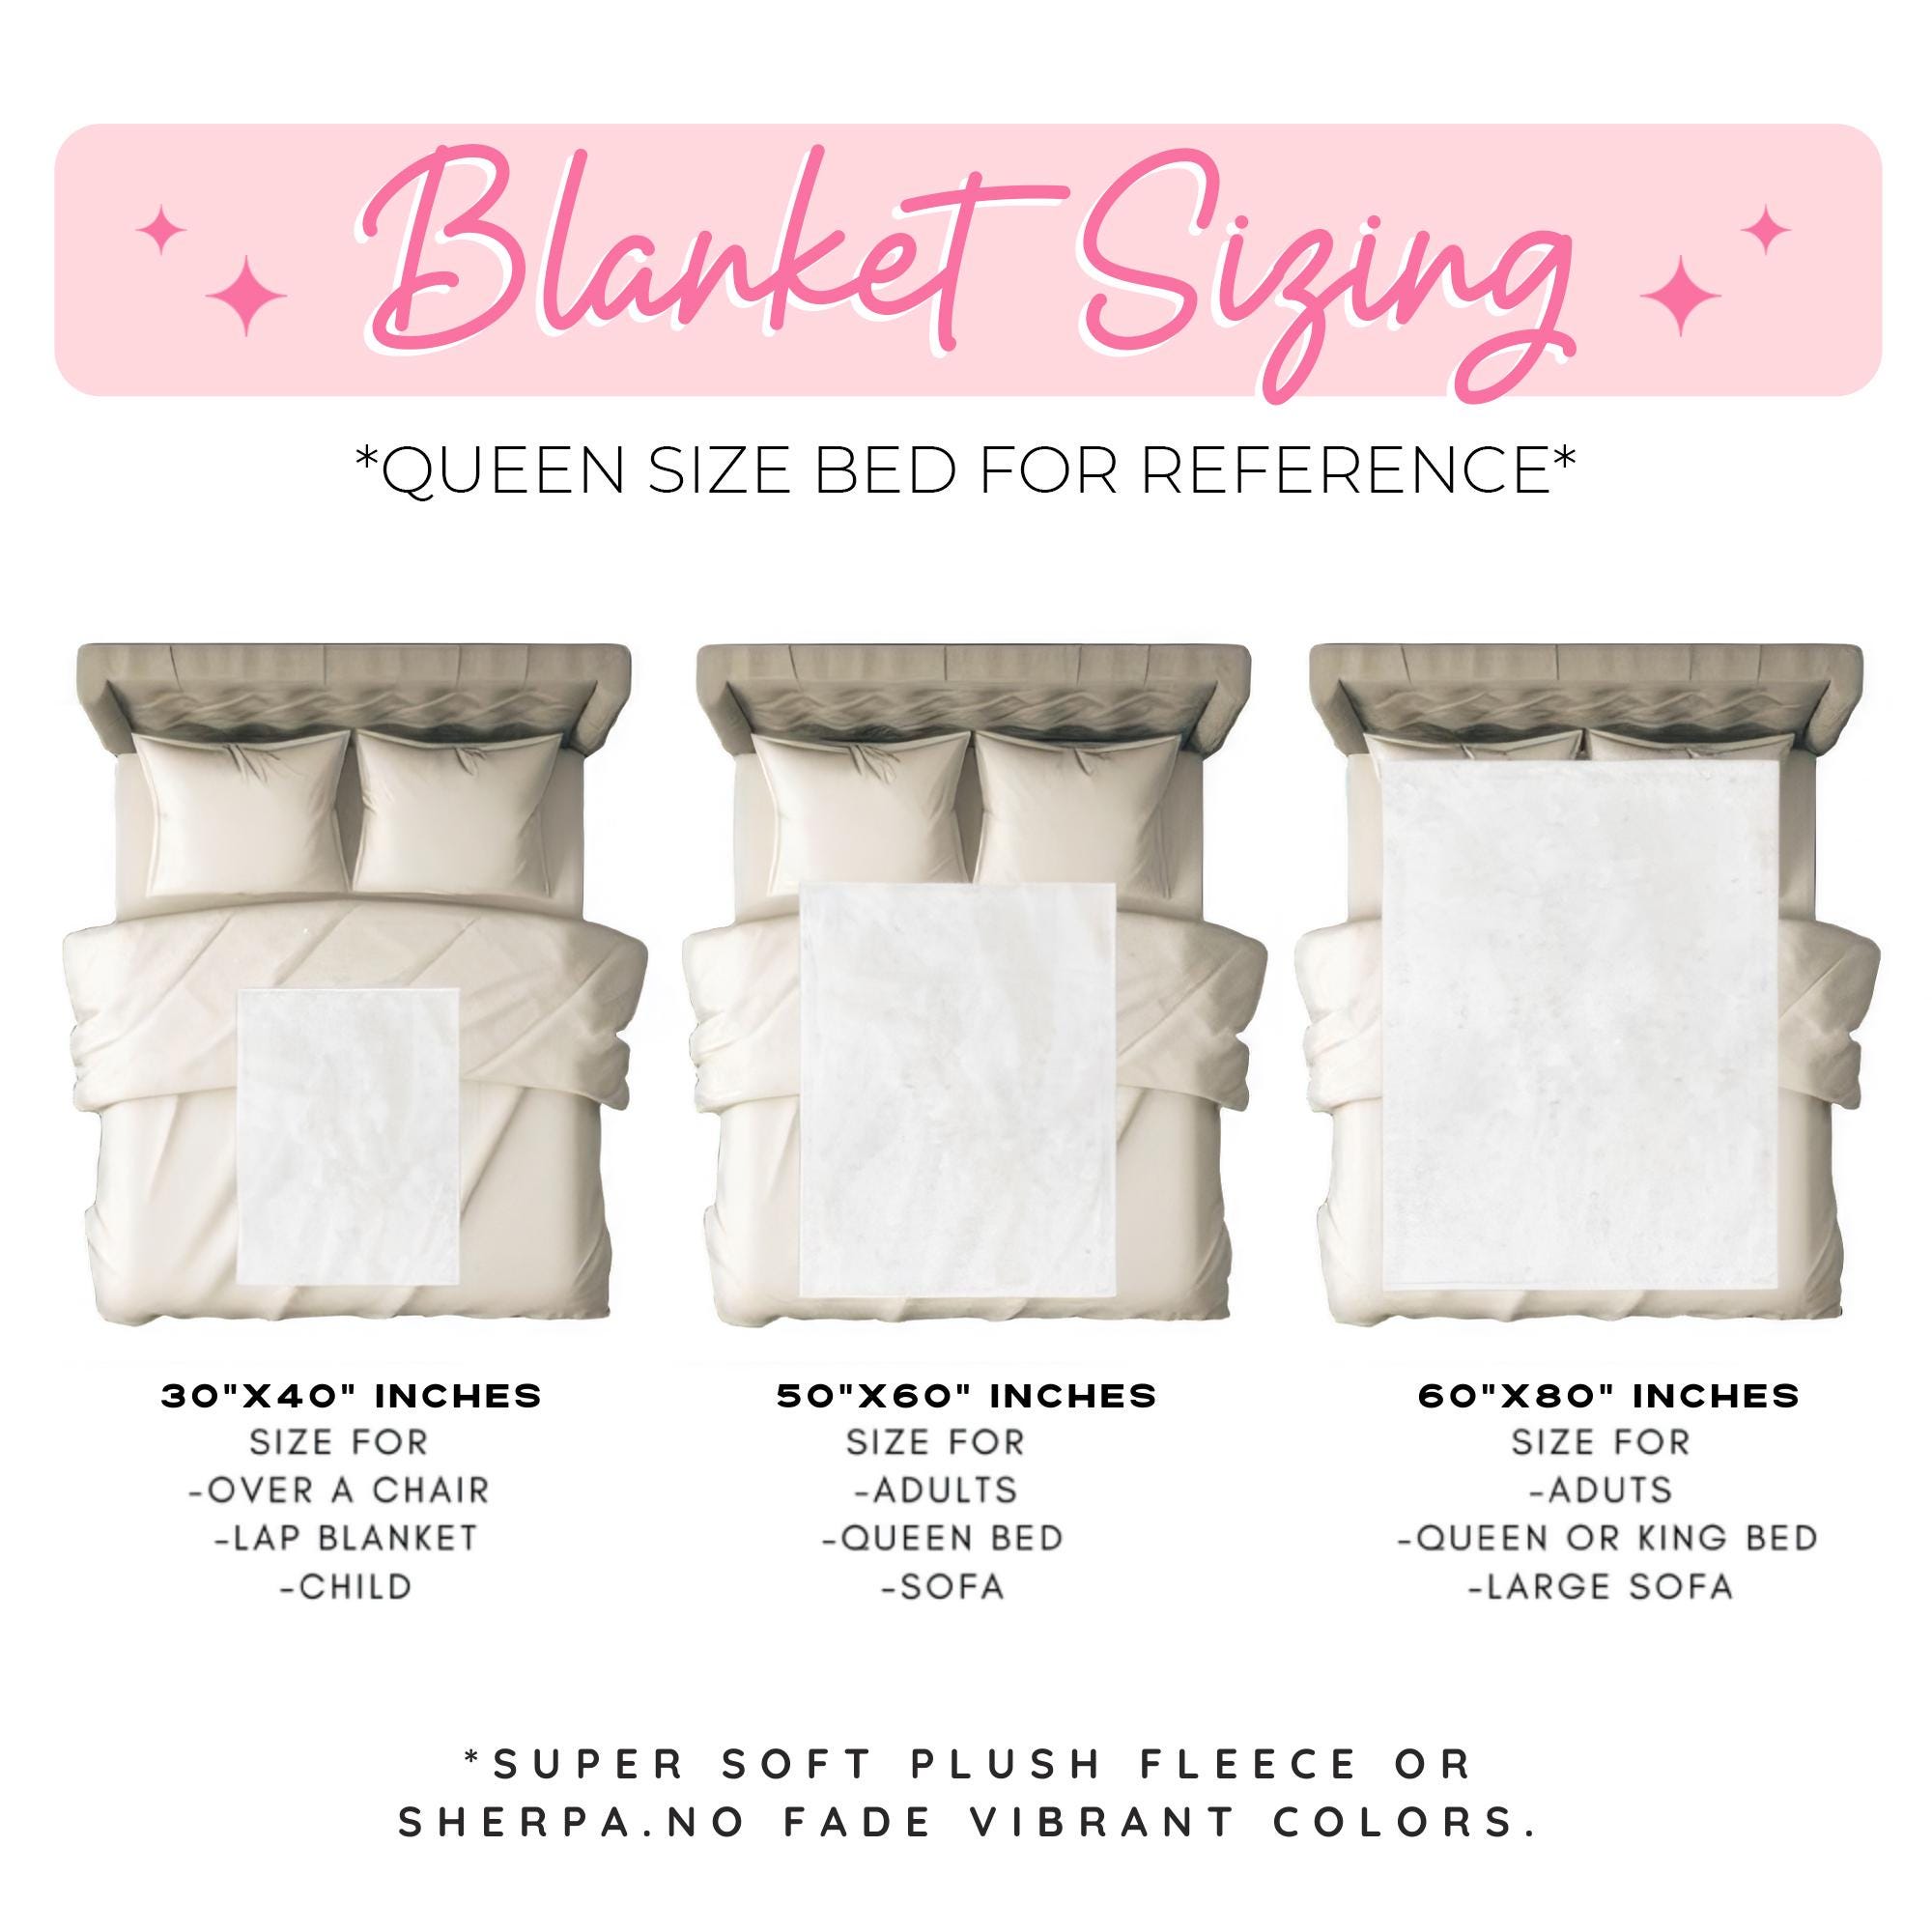 Blanket Sizing
*QUEEN SIZE BED FOR REFERENCE*
30"X40" INCHES
SIZE FOR
-OVER A CHAIR
-LAP BLANKET
-CHILD
50"X60" INCHES
SIZE FOR
-ADULTS
-QUEEN BED
-SOFA
60"X80" INCHES
SIZE FOR
-ADUTS
-QUEEN OR KING BED
-LARGE SOFA
*SUPER SOFT PLUSH FLEECE OR
SHERPA.NO FADE VIBRANT COLORS.